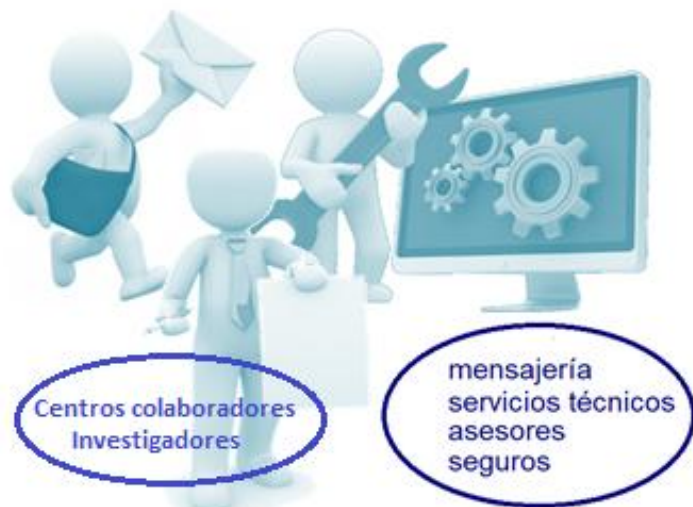 Centros colaboradores
Investigadores
mensajería
servicios técnicos
asesores
seguros